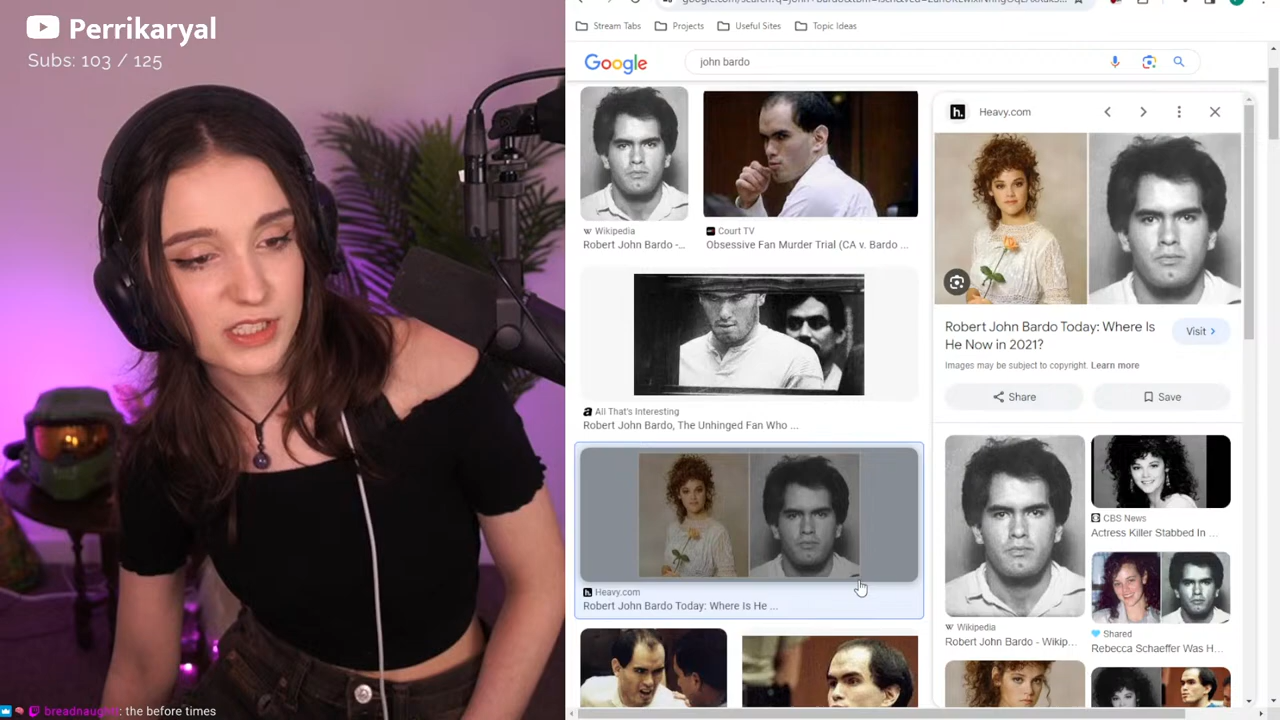 Perrikaryal
Subs: 103 / 125
breadnaught: the before times
Stream Tabs
Projects
Useful Sites
Topic Ideas
Google
john bardo
Wikipedia
Robert John Bardo -...
Court TV
Obsessive Fan Murder Trial (CA v. Bardo ...
All That's Interesting
Robert John Bardo, The Unhinged Fan Who ...
Heavy.com
Robert John Bardo Today: Where Is He ...
h.
Heavy.com
Robert John Bardo Today: Where Is
He Now in 2021?
Visit
Images may be subject to copyright. Learn more
Share
Save
Wikipedia
Robert John Bardo - Wikip...
CBS News
Actress Killer Stabbed In ...
Shared
Rebecca Schaeffer Was H...